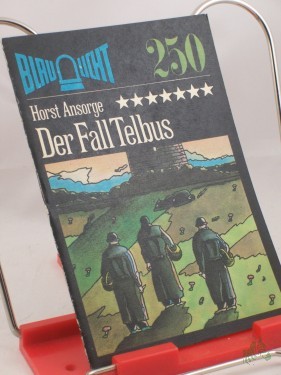 BLAULICHT
250
Horst Ansorge
Der Fall Telbus